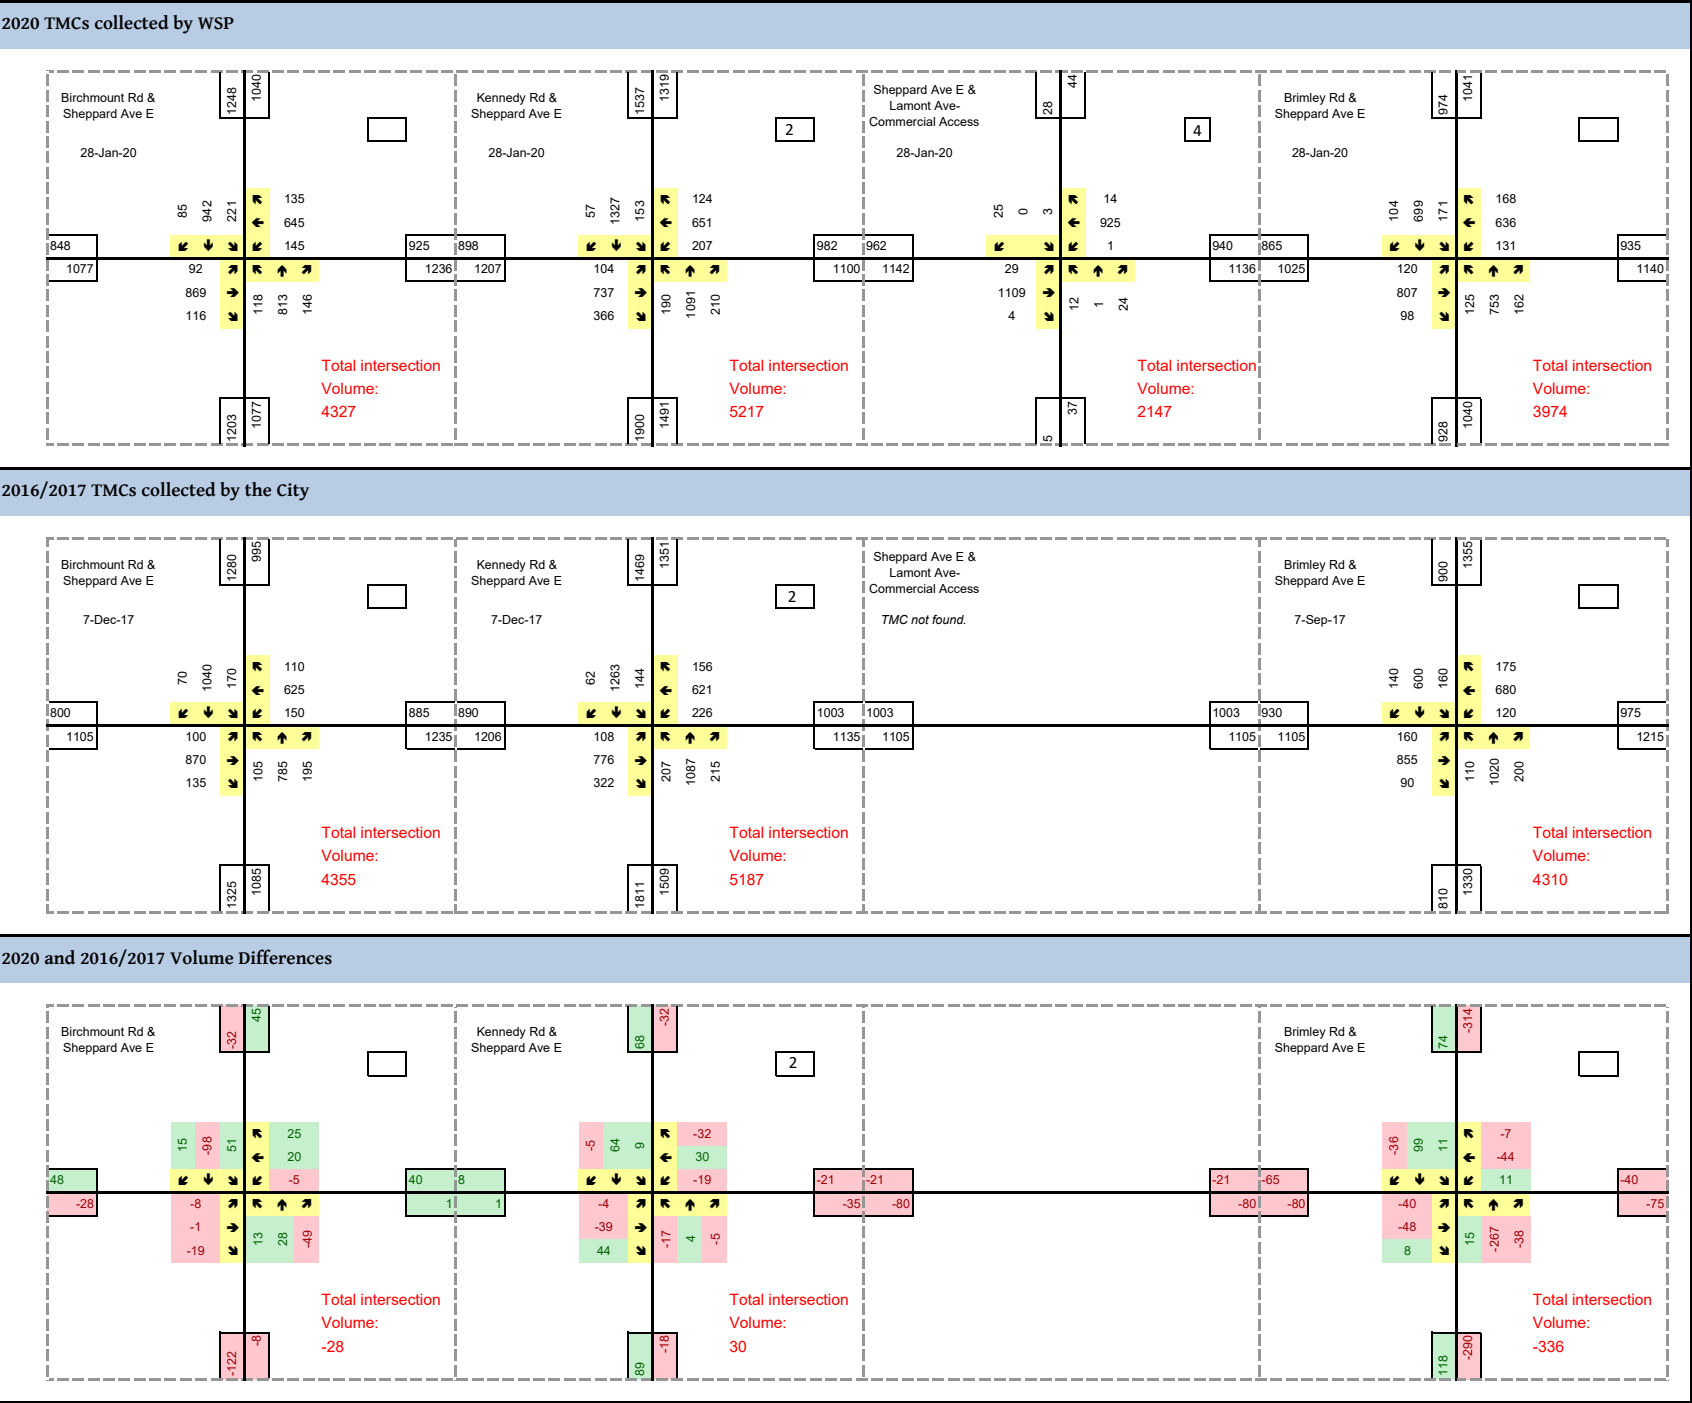 2020 TMCs collected by WSP
Birchmount Rd &
Sheppard Ave E
28-Jan-20
1248 1040
85 942 221
135
645
145
848
1077
925
1236
92
869
116
118 813 146
Total intersection
Volume:
4327
1203 1077
Kennedy Rd &
Sheppard Ave E
28-Jan-20
1537 1319
2
57 1327 153
124
651
207
898
1207
982
1100
104
737
366
190 1091 210
Total intersection
Volume:
5217
1900 1491
Sheppard Ave E &
Lamont Ave-
Commercial Access
28-Jan-20
28 44
4
25 0 3
14
925
1
962
1142
940
1136
29
1109
4
12 1 24
Total intersection
Volume:
2147
5 37
Brimley Rd &
Sheppard Ave E
28-Jan-20
974 1041
104 699 171
168
636
131
865
1025
935
1140
120
807
98
125 753 162
Total intersection
Volume:
3974
928 1040
2016/2017 TMCs collected by the City
Birchmount Rd &
Sheppard Ave E
7-Dec-17
1280 995
70 1040 170
110
625
150
800
1105
885
1235
100
870
135
105 785 195
Total intersection
Volume:
4355
1325 1085
Kennedy Rd &
Sheppard Ave E
7-Dec-17
1469 1351
2
62 1263 144
156
621
226
890
1206
1003
1135
108
776
322
207 1087 215
Total intersection
Volume:
5187
1811 1509
Sheppard Ave E &
Lamont Ave-
Commercial Access
TMC not found.
1003
1105
1003
1105
Brimley Rd &
Sheppard Ave E
7-Sep-17
900 1355
140 600 160
175
680
120
930
1105
975
1215
160
855
90
110 1020 200
Total intersection
Volume:
4310
810 1330
2020 and 2016/2017 Volume Differences
Birchmount Rd &
Sheppard Ave E
-32 45
15 -98 51
25
20
-5
48
-28
40
1
-8
-1
-19
13 28 -49
Total intersection
Volume:
-28
-122 -8
Kennedy Rd &
Sheppard Ave E
68 -32
2
-5 64 9
-32
30
-19
8
1
-21
-35
-4
-39
44
-17 4 -5
Total intersection
Volume:
30
89 -18
-21
-80
-21
-80
Brimley Rd &
Sheppard Ave E
74 -314
-36 99 11
-7
-44
11
-65
-80
-40
-75
-40
-48
8
15 -267 -38
Total intersection
Volume:
-336
118 -290